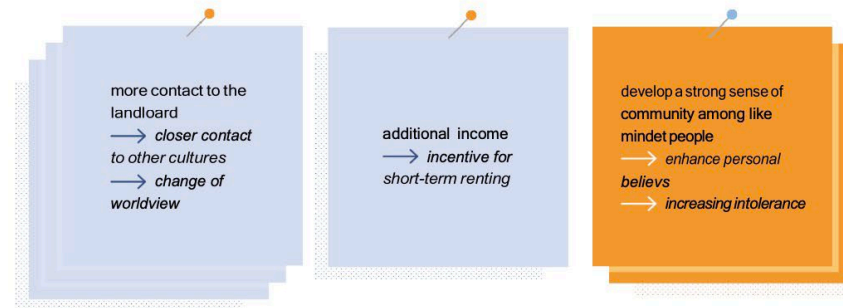 more contact to the
landloard
→ closer contact
to other cultures
→ change of
worldview
additional income
→ incentive for
short-term renting
develop a strong sense of
community among like
mindet people
→ enhance personal
believs
→ increasing intolerance